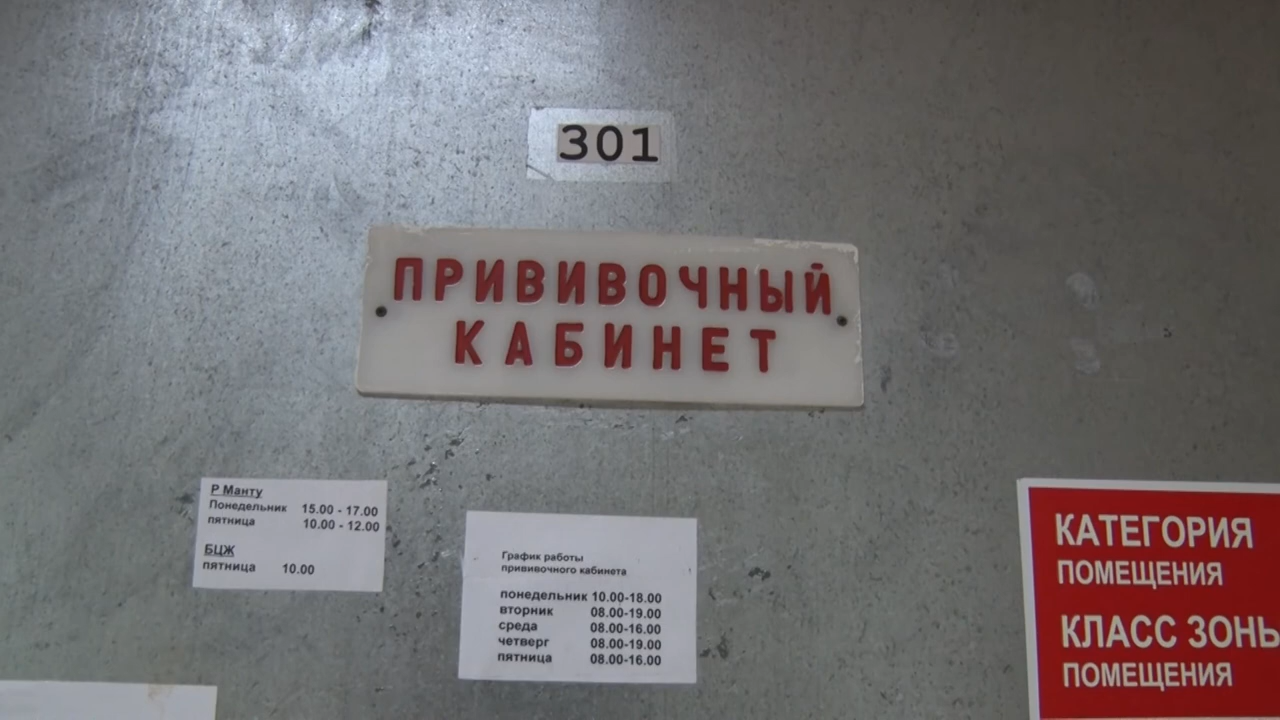 301
ПРИВИВОЧНЫЙ
КАБИНЕТ
Р Манту
Понедельник 15.00 - 17.00
пятница 10.00 - 12.00
БЦЖ
пятница 10.00
График работы
прививочного кабинета
понедельник 10.00-18.00
вторник 08.00-19.00
среда 08.00-16.00
четверг 08.00-19.00
пятница 08.00-16.00
КАТЕГОРИЯ
ПОМЕЩЕНИЯ
КЛАСС ЗОНЫ
ПОМЕЩЕНИЯ